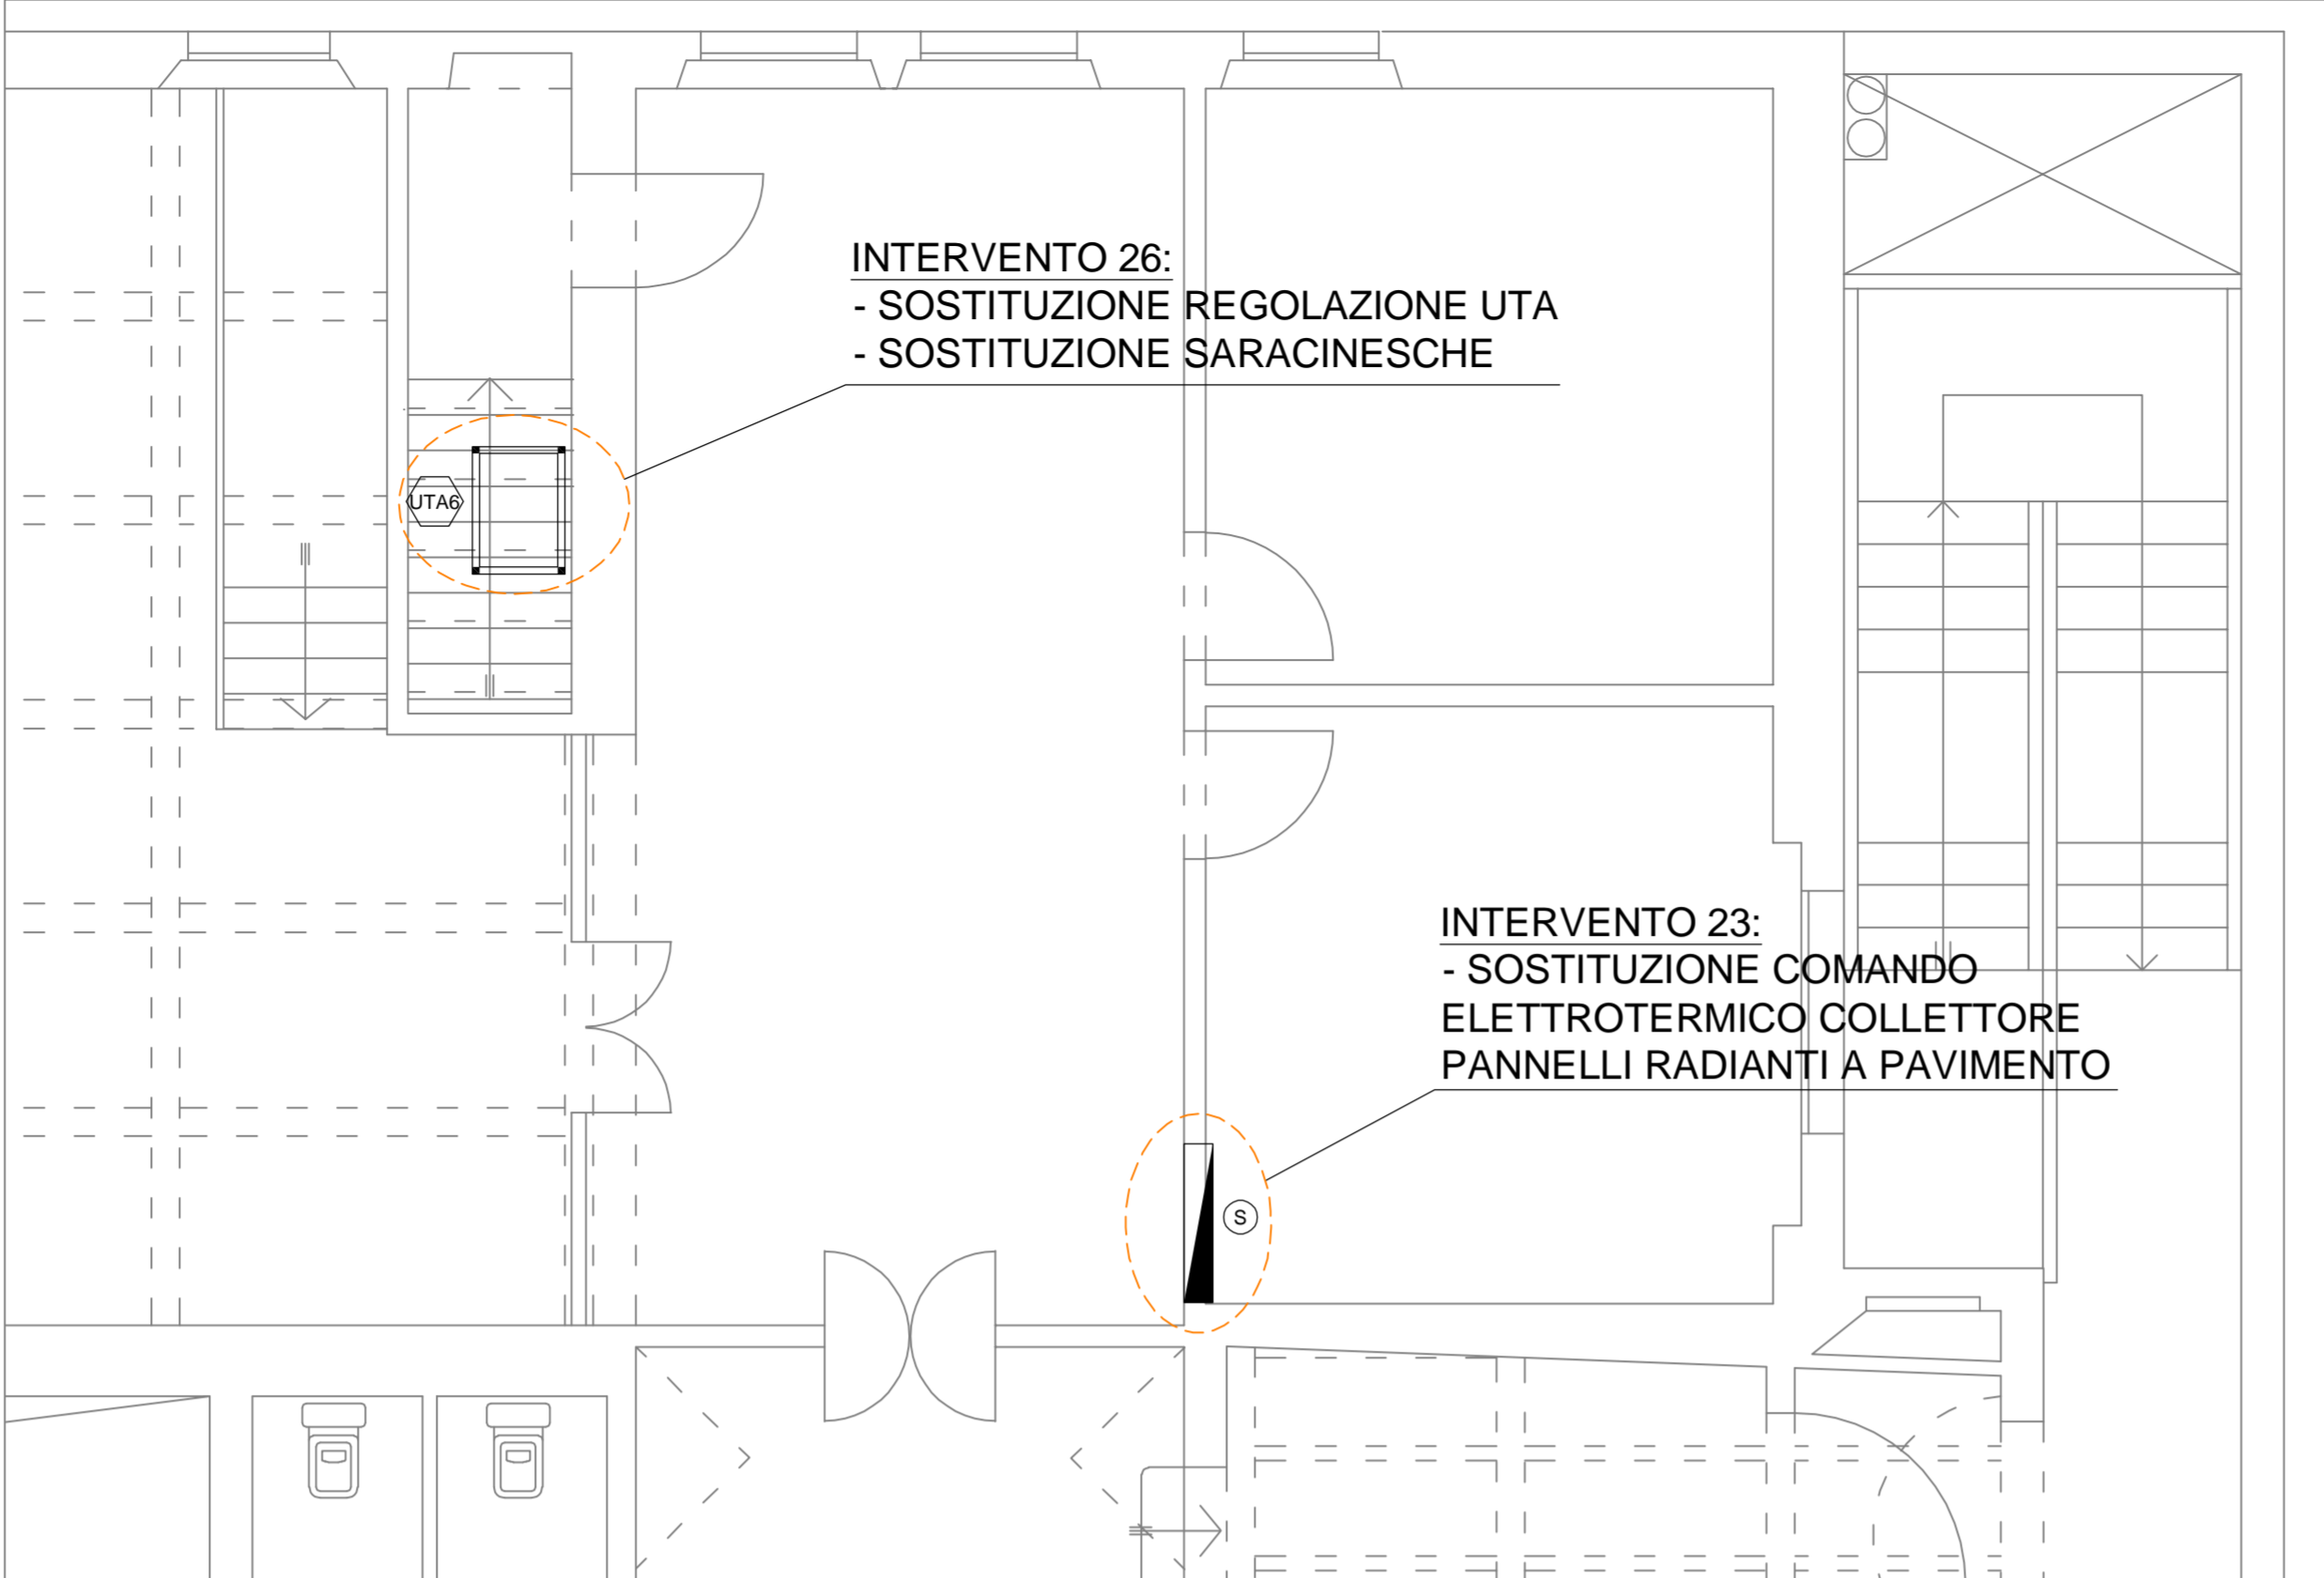 INTERVENTO 26:
- SOSTITUZIONE REGOLAZIONE UTA
- SOSTITUZIONE SARACINESCHE
UTA6
INTERVENTO 23:
- SOSTITUZIONE COMANDO
ELETTROTERMICO COLLETTORE
PANNELLI RADIANTI A PAVIMENTO
S